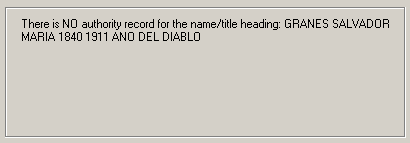 There is NO authority record for the name/title heading: GRANES SALVADOR
MARIA 1840 1911 ANO DEL DIABLO